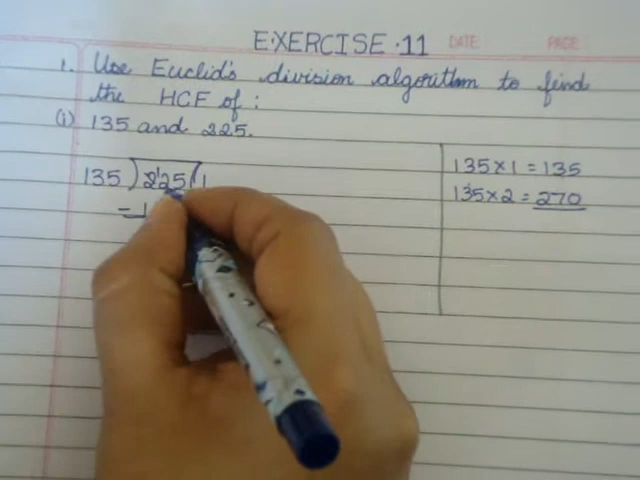 EXERCISE · 11 DATE: PAGE:
1. Use Euclid's division algorithm to find
the HCF of :
(i) 135 and 225.
135 × 1 = 135
135 ) 225 ( 1
135 × 2 = 270